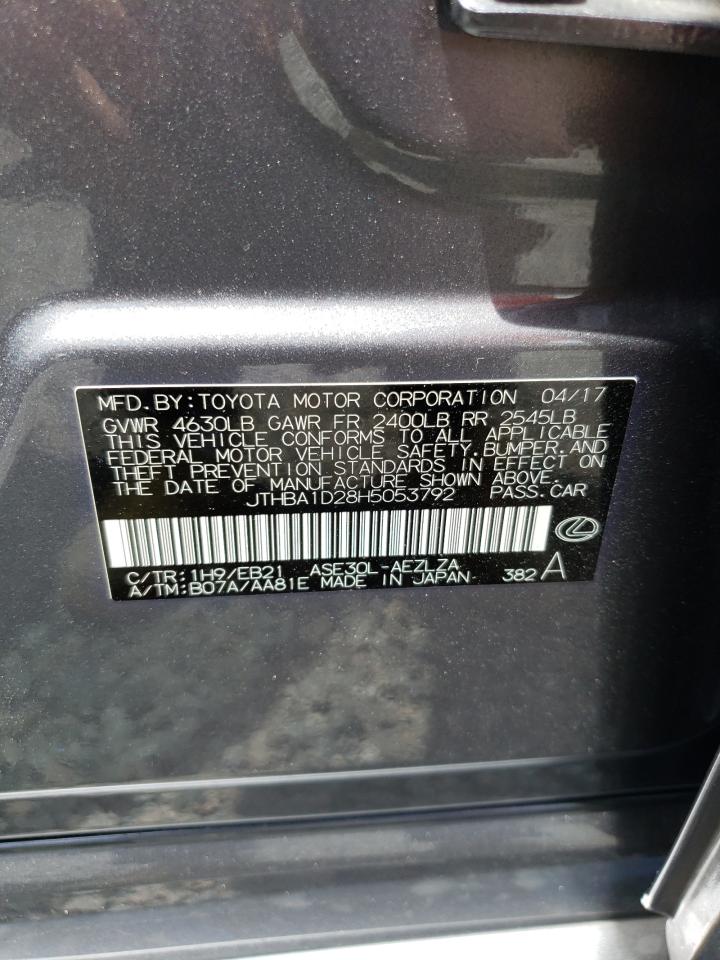 MFD. BY: TOYOTA MOTOR CORPORATION 04/17
GVWR 4630LB GAWR FR 2400LB RR 2545LB
THIS VEHICLE CONFORMS TO ALL APPLICABLE
FEDERAL MOTOR VEHICLE SAFETY, BUMPER, AND
THEFT PREVENTION STANDARDS IN EFFECT ON
THE DATE OF MANUFACTURE SHOWN ABOVE.
JTHBA1D28H5053792 PASS. CAR
C/TR: 1H9/EB21 ASE30L-AEZLZA
A/TM: B07A/AA81E MADE IN JAPAN 382 A